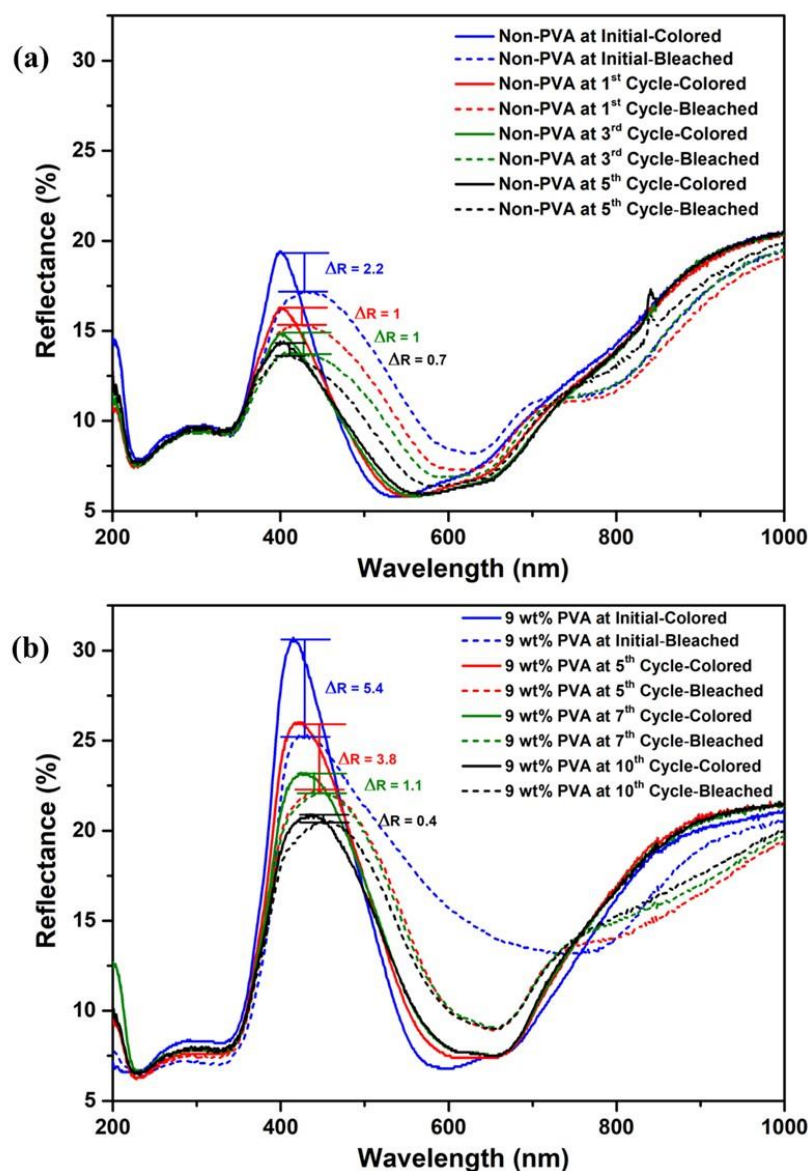 (a)
Non-PVA at Initial-Colored
Non-PVA at Initial-Bleached
Non-PVA at 1st Cycle-Colored
Non-PVA at 1st Cycle-Bleached
Non-PVA at 3rd Cycle-Colored
Non-PVA at 3rd Cycle-Bleached
Non-PVA at 5th Cycle-Colored
Non-PVA at 5th Cycle-Bleached
30
25
20
15
10
5
Reflectance (%)
ΔR = 2.2
ΔR = 1
ΔR = 1
ΔR = 0.7
200 400 600 800 1000
Wavelength (nm)
(b)
9 wt% PVA at Initial-Colored
9 wt% PVA at Initial-Bleached
9 wt% PVA at 5th Cycle-Colored
9 wt% PVA at 5th Cycle-Bleached
9 wt% PVA at 7th Cycle-Colored
9 wt% PVA at 7th Cycle-Bleached
9 wt% PVA at 10th Cycle-Colored
9 wt% PVA at 10th Cycle-Bleached
30
25
20
15
10
5
Reflectance (%)
ΔR = 5.4
ΔR = 3.8
ΔR = 1.1
ΔR = 0.4
200 400 600 800 1000
Wavelength (nm)